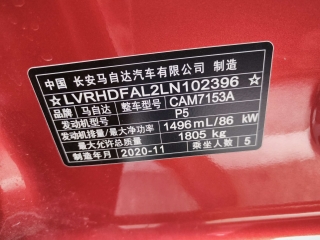 中国 长安马自达汽车有限公司 制造
★LVRHDFAL2LN102396★
品牌 马自达 整车型号 CAM7153A
发动机型号 P5
发动机排量/最大净功率 1496mL/86 kW
最大允许总质量 1805 kg
制造年月 2020-11 乘坐人数 5